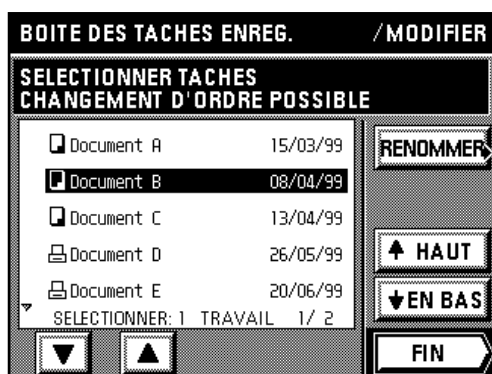 BOITE DES TACHES ENREG. /MODIFIER
SELECTIONNER TACHES
CHANGEMENT D'ORDRE POSSIBLE
Document A 15/03/99
RENOMMER
Document B 08/04/99
Document C 13/04/99
Document D 26/05/99
HAUT
Document E 20/06/99
EN BAS
SELECTIONNER: 1 TRAVAIL 1/ 2
FIN